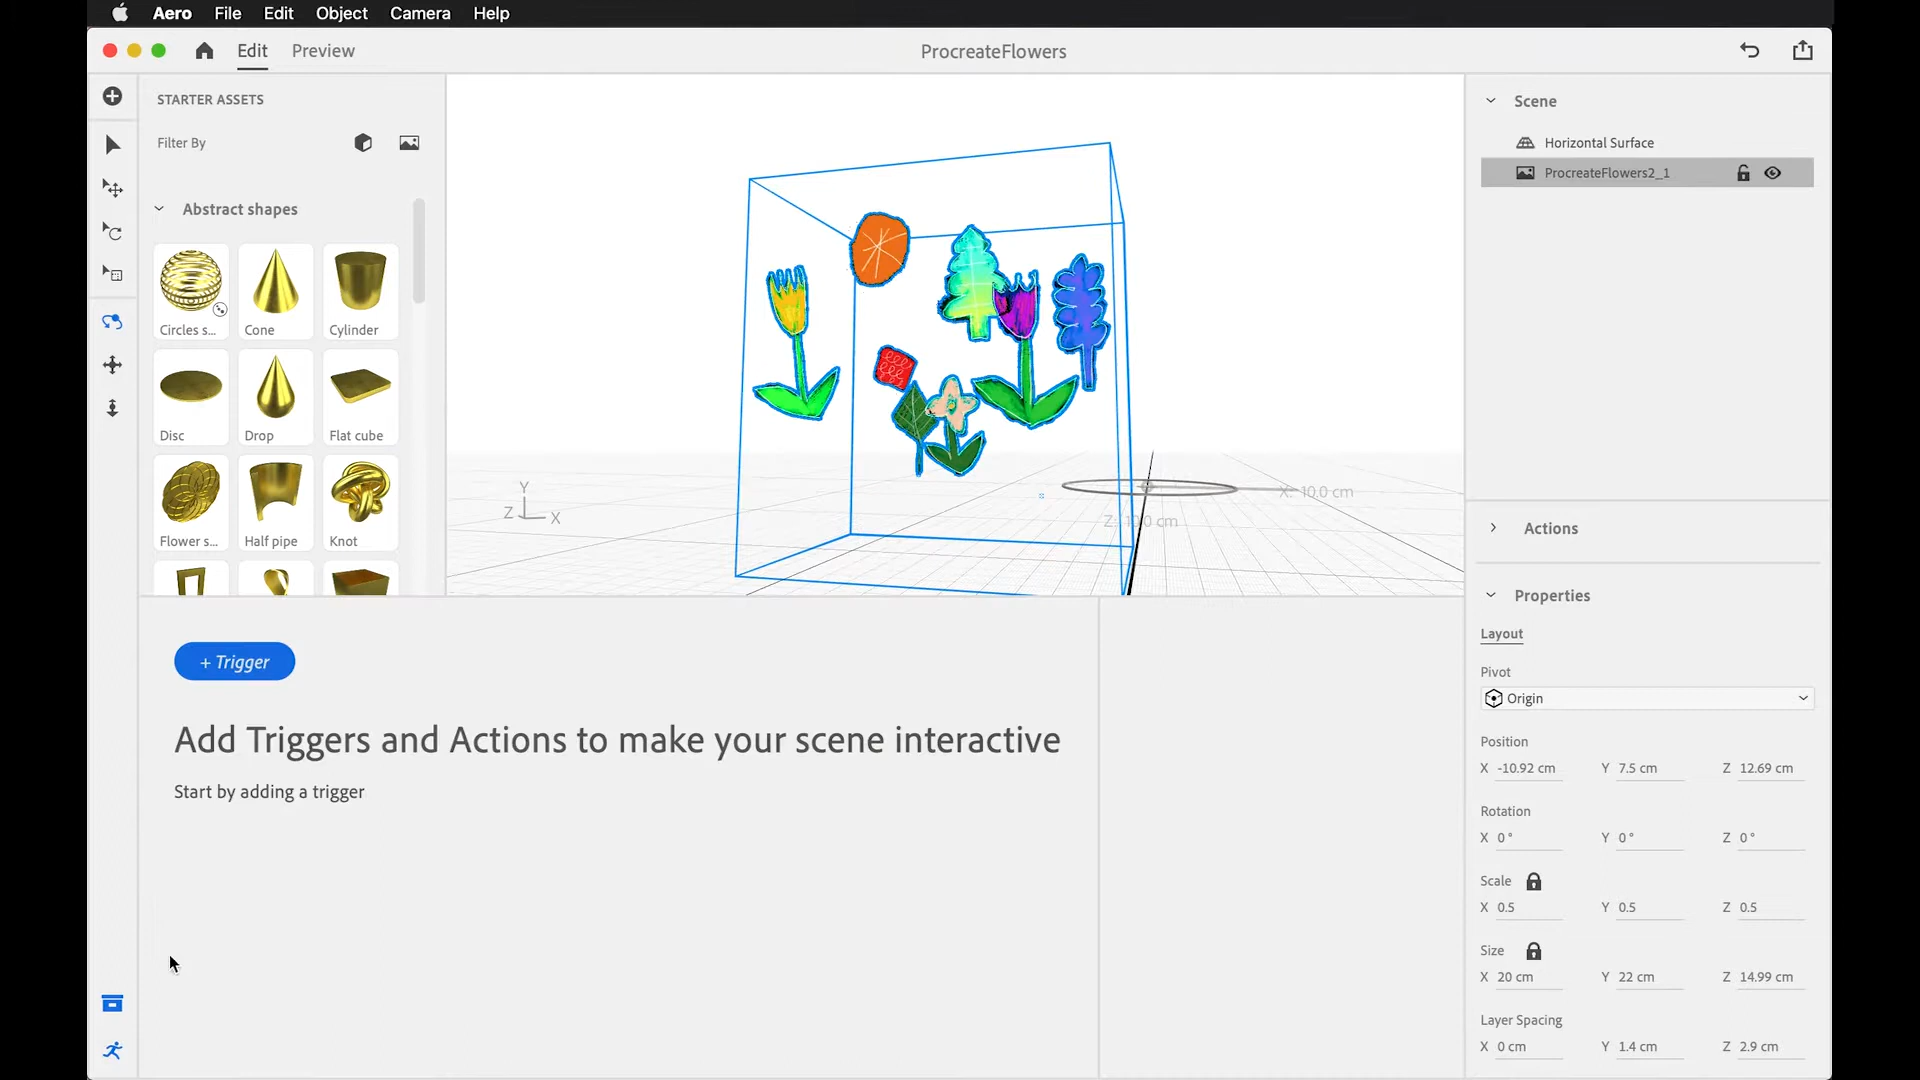 Aero File Edit Object Camera Help
Edit Preview
ProcreateFlowers
STARTER ASSETS
Filter By
Abstract shapes
Circles s... Cone Cylinder
Disc Drop Flat cube
Flower s... Half pipe Knot
Y
Z X
X: 10.0 cm
Z: 10.0 cm
+ Trigger
Add Triggers and Actions to make your scene interactive
Start by adding a trigger
Scene
Horizontal Surface
ProcreateFlowers2_1
Actions
Properties
Layout
Pivot
Origin
Position
X -10.92 cm Y 7.5 cm Z 12.69 cm
Rotation
X 0° Y 0° Z 0°
Scale
X 0.5 Y 0.5 Z 0.5
Size
X 20 cm Y 22 cm Z 14.99 cm
Layer Spacing
X 0 cm Y 1.4 cm Z 2.9 cm